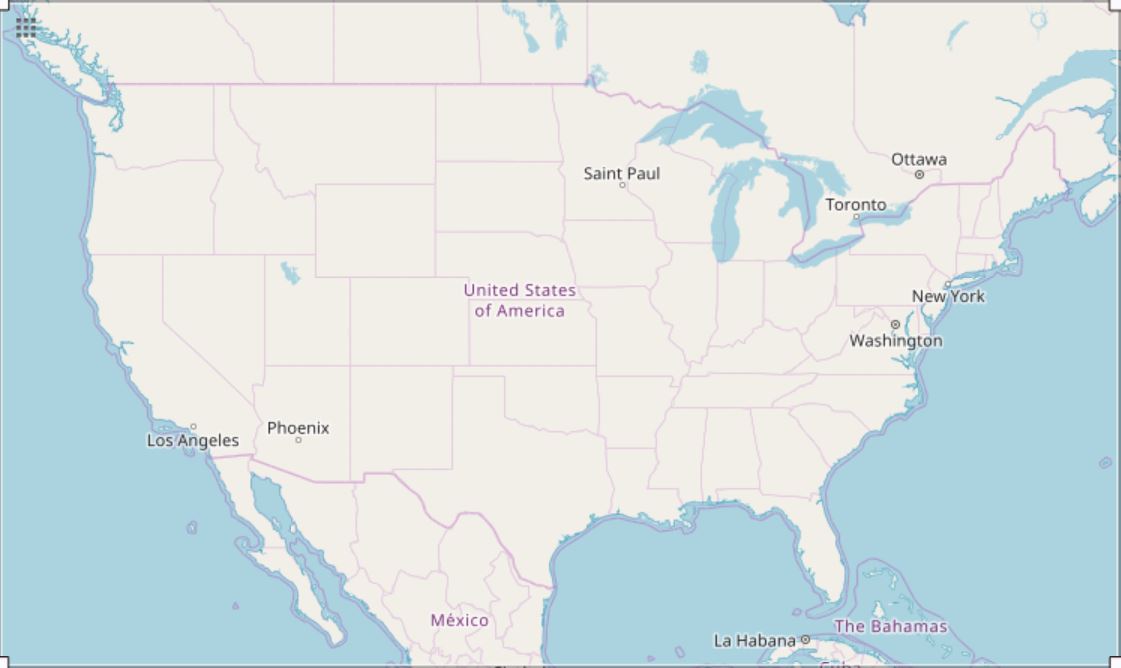 Ottawa
Saint Paul
Toronto
United States
of America
New York
Washington
Phoenix
Los Angeles
México
The Bahamas
La Habana